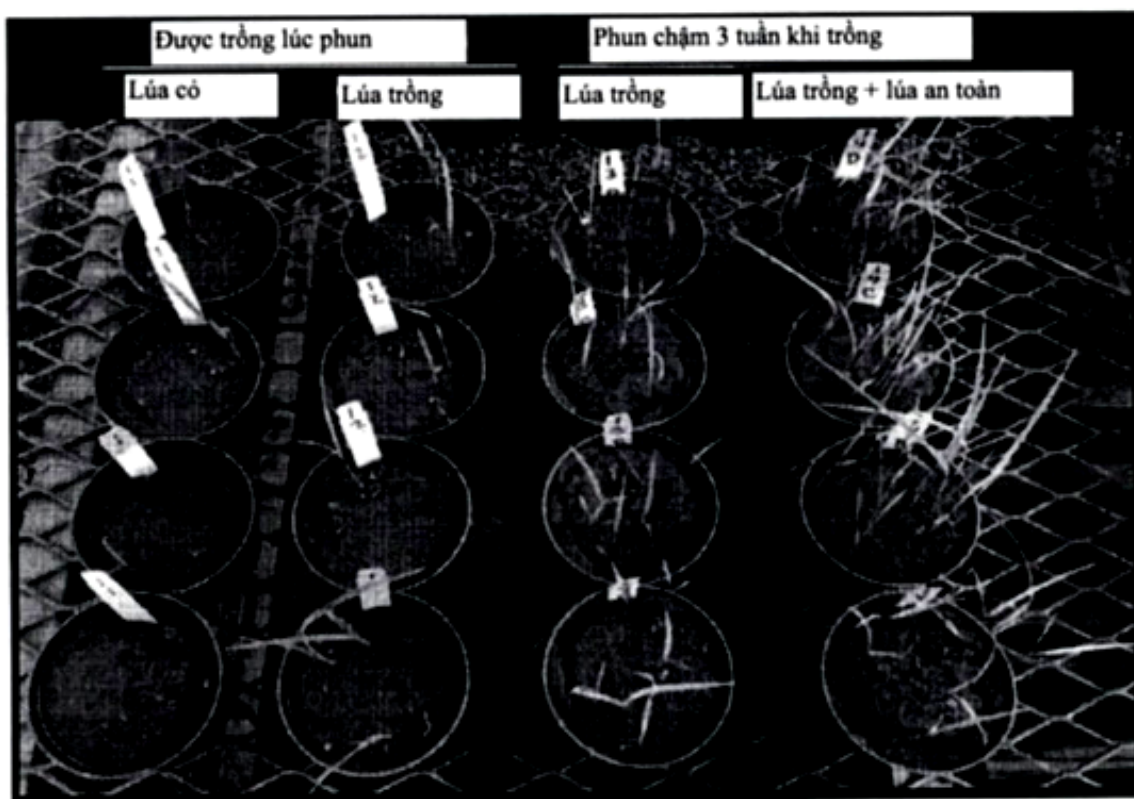 Được trồng lúc phun
Phun chậm 3 tuần khi trồng
Lúa cỏ
Lúa trồng
Lúa trồng
Lúa trồng + lúa an toàn